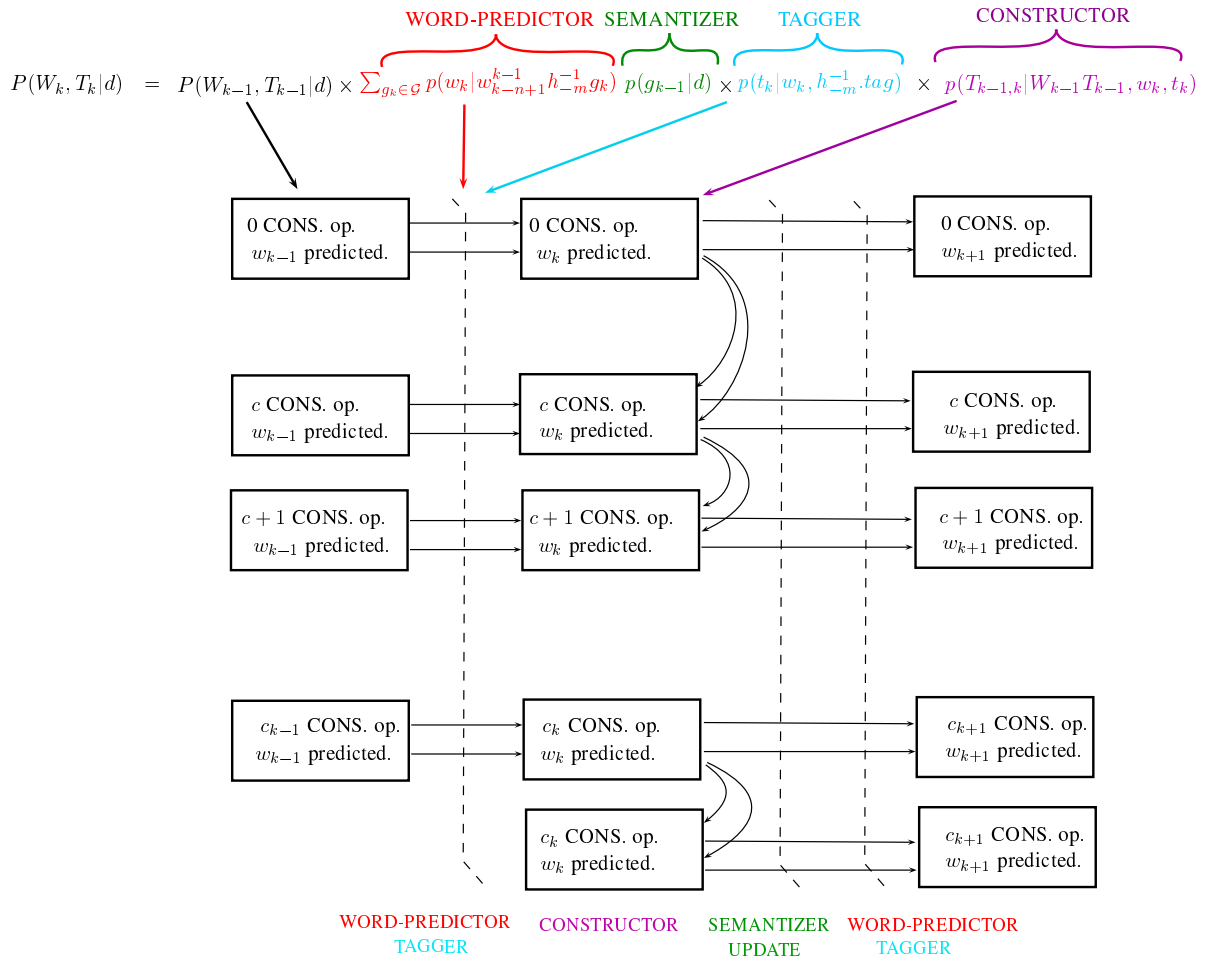 WORD-PREDICTOR SEMANTIZER TAGGER CONSTRUCTOR
P(W_k, T_k|d) = P(W_{k−1}, T_{k−1}|d) × ∑_{g_k∈𝒢} p(w_k|w_{k−n+1}^{k−1} h_{−m}^{−1} g_k) p(g_{k−1}|d) × p(t_k|w_k, h_{−m}^{−1}.tag) × p(T_{k−1,k}|W_{k−1}T_{k−1}, w_k, t_k)
0 CONS. op.
w_{k−1} predicted.
0 CONS. op.
w_k predicted.
0 CONS. op.
w_{k+1} predicted.
c CONS. op.
w_{k−1} predicted.
c CONS. op.
w_k predicted.
c CONS. op.
w_{k+1} predicted.
c + 1 CONS. op.
w_{k−1} predicted.
c + 1 CONS. op.
w_k predicted.
c + 1 CONS. op.
w_{k+1} predicted.
c_{k−1} CONS. op.
w_{k−1} predicted.
c_k CONS. op.
w_k predicted.
c_{k+1} CONS. op.
w_{k+1} predicted.
c_k CONS. op.
w_k predicted.
c_{k+1} CONS. op.
w_{k+1} predicted.
WORD-PREDICTOR
TAGGER
CONSTRUCTOR
SEMANTIZER
UPDATE
WORD-PREDICTOR
TAGGER